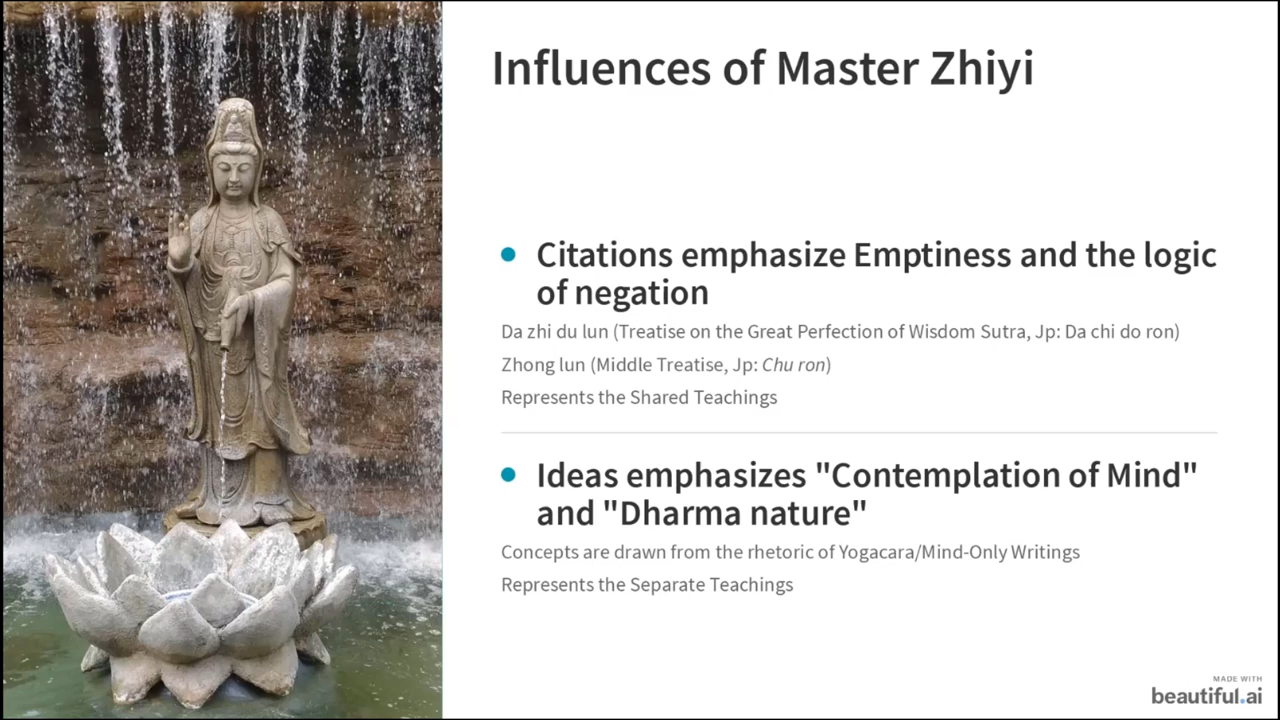 Influences of Master Zhiyi
Citations emphasize Emptiness and the logic
of negation
Da zhi du lun (Treatise on the Great Perfection of Wisdom Sutra, Jp: Da chi do ron)
Zhong lun (Middle Treatise, Jp: Chu ron)
Represents the Shared Teachings
Ideas emphasizes "Contemplation of Mind"
and "Dharma nature"
Concepts are drawn from the rhetoric of Yogacara/Mind-Only Writings
Represents the Separate Teachings
MADE WITH
beautiful.ai